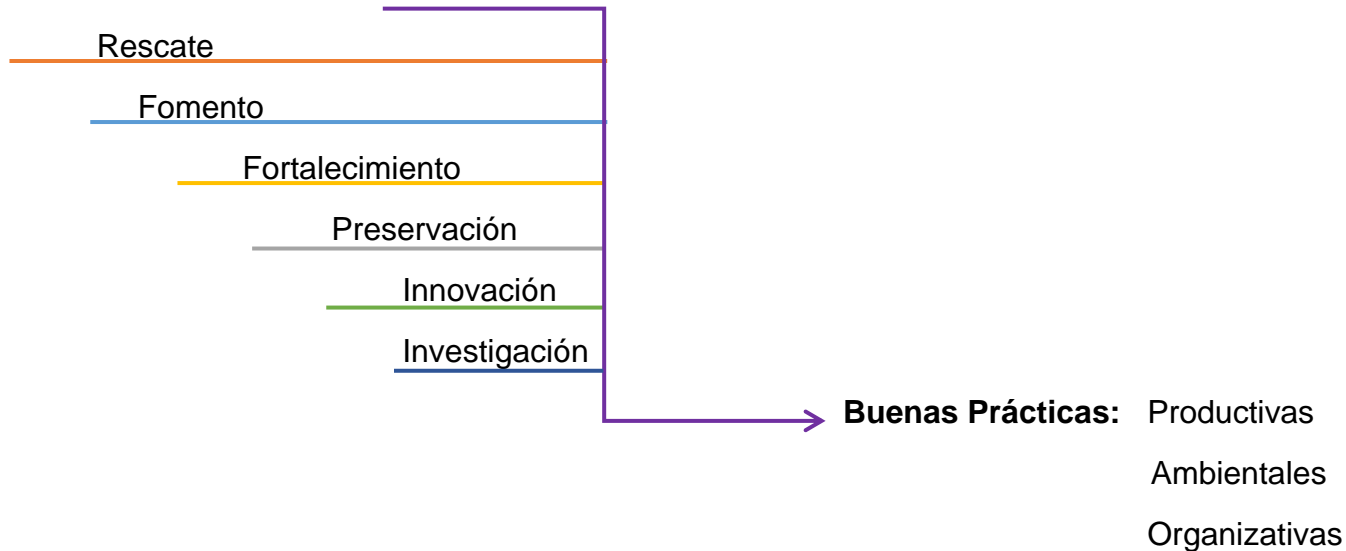 Rescate
Fomento
Fortalecimiento
Preservación
Innovación
Investigación
Buenas Prácticas: Productivas
Ambientales
Organizativas